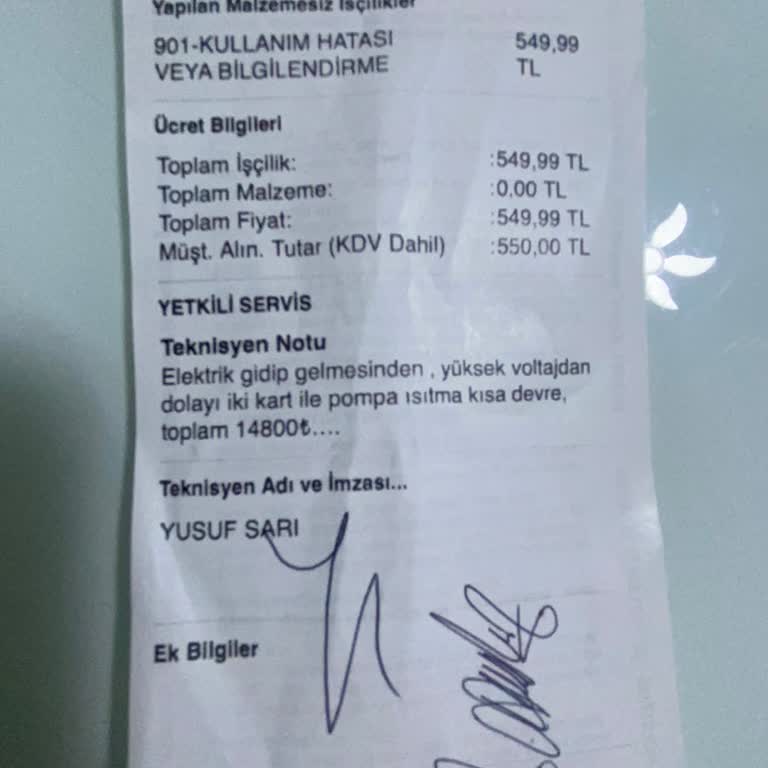 Yapılan Malzemesiz İşçilikler
901-KULLANIM HATASI 549,99
VEYA BİLGİLENDİRME TL
Ücret Bilgileri
Toplam İşçilik: :549,99 TL
Toplam Malzeme: :0,00 TL
Toplam Fiyat: :549,99 TL
Müşt. Alın. Tutar (KDV Dahil) :550,00 TL
YETKİLİ SERVİS
Teknisyen Notu
Elektrik gidip gelmesinden , yüksek voltajdan
dolayı iki kart ile pompa ısıtma kısa devre,
toplam 14800₺....
Teknisyen Adı ve İmzası...
YUSUF SARI
Ek Bilgiler